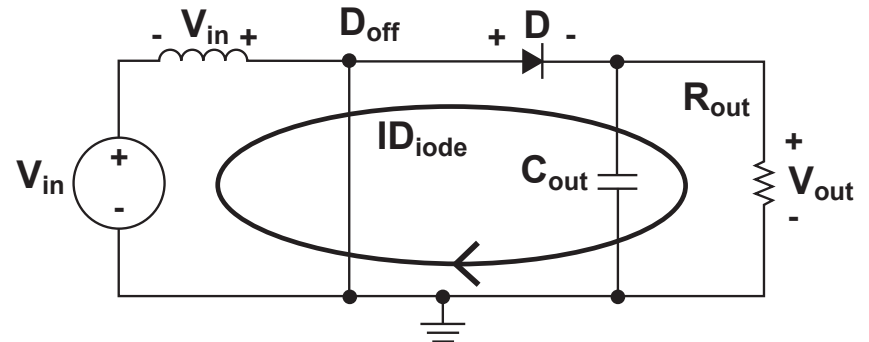 - V_in +
D_off
+ D -
ID_iode
R_out
V_in
+
-
C_out
+
V_out
-